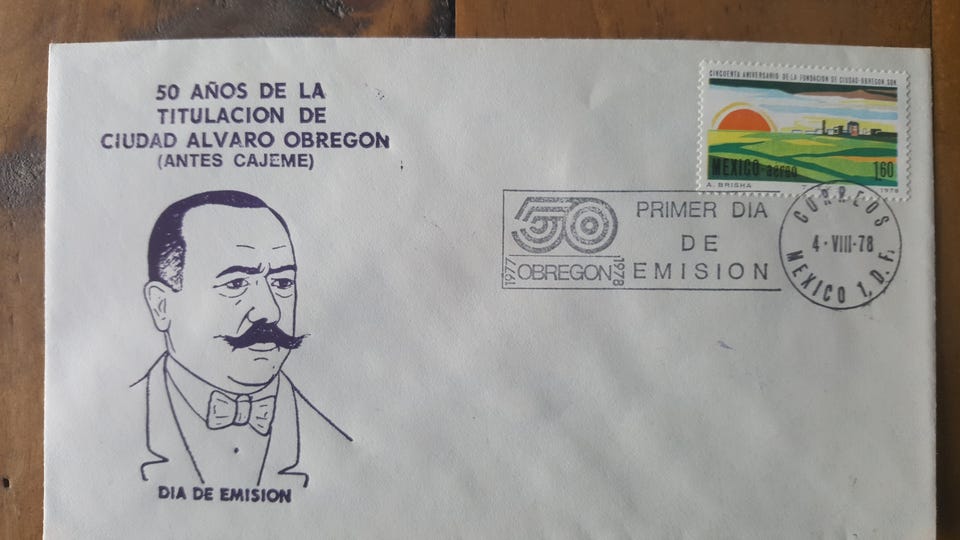 50 AÑOS DE LA
TITULACION DE
CIUDAD ALVARO OBREGON
(ANTES CAJEME)
DIA DE EMISION
CINCUENTA ANIVERSARIO DE LA FUNDACION DE CIUDAD OBREGON SON
MEXICO aereo 1.60
A. BRISHA
1978
50
1977 OBREGON 1978
PRIMER DIA
DE
EMISION
CORREOS
4·VIII·78
MEXICO 1, D.F.